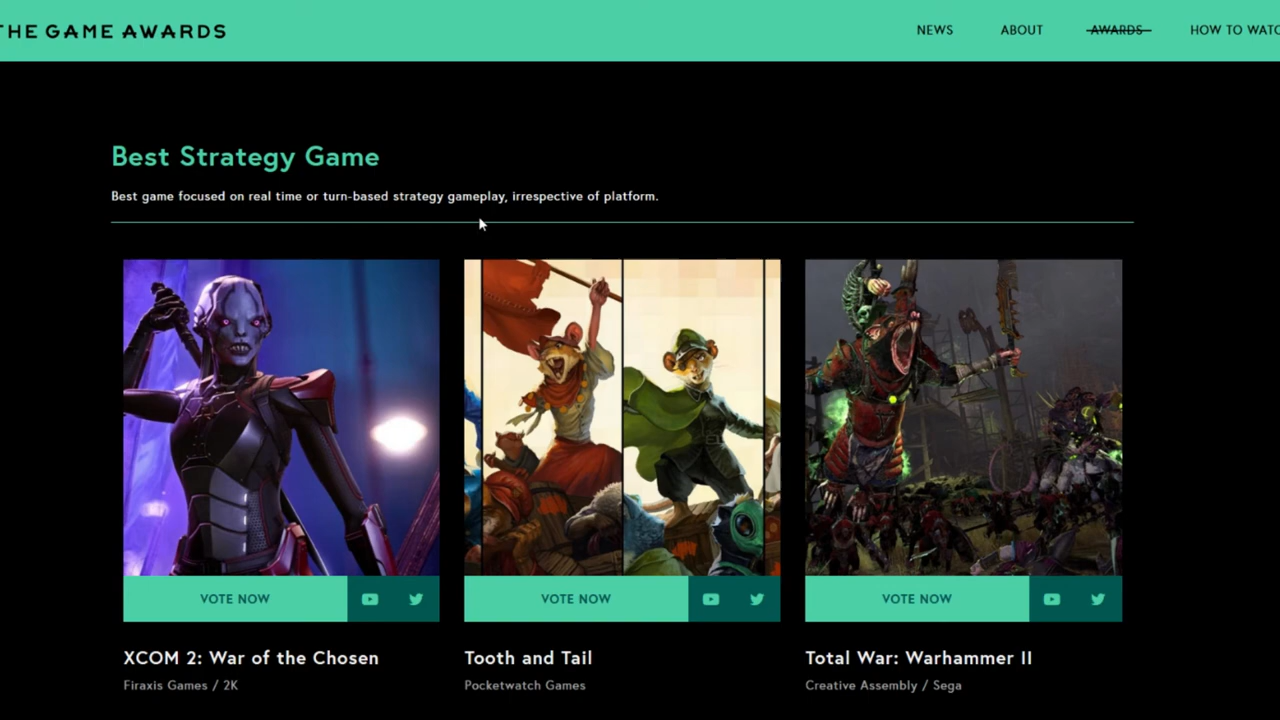 THE GAME AWARDS
NEWS ABOUT AWARDS HOW TO WATC
Best Strategy Game
Best game focused on real time or turn-based strategy gameplay, irrespective of platform.
VOTE NOW VOTE NOW VOTE NOW
XCOM 2: War of the Chosen Tooth and Tail Total War: Warhammer II
Firaxis Games / 2K Pocketwatch Games Creative Assembly / Sega